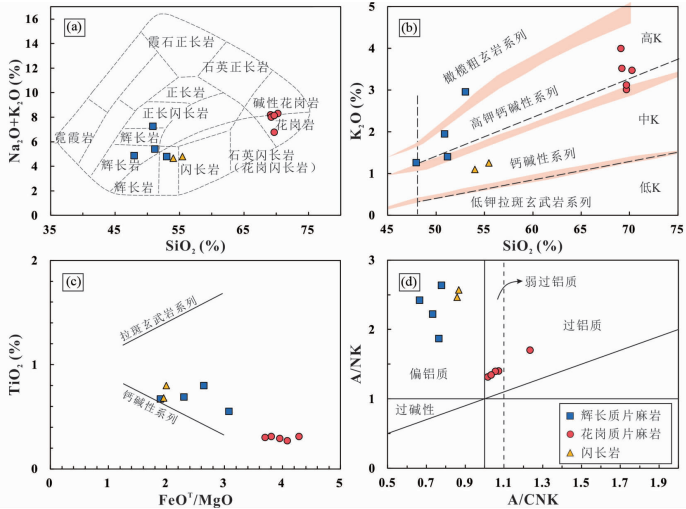 (a)
Na2O+K2O (%)
16
14
12
10
8
6
4
2
0
35
45
55
65
75
SiO2 (%)
霞石正长岩
石英正长岩
正长岩
碱性花岗岩
正长闪长岩
花岗岩
霓霞岩
辉长岩
辉长岩
闪长岩
石英闪长岩
(花岗闪长岩)
辉长岩
(b)
K2O (%)
5
4
3
2
1
0
45
50
55
60
65
70
75
SiO2 (%)
橄榄粗玄岩系列
高K
高钾钙碱性系列
中K
钙碱性系列
低K
低钾拉斑玄武岩系列
(c)
TiO2 (%)
2
1
0
0
1
2
3
4
5
FeOT/MgO
拉斑玄武岩系列
钙碱性系列
(d)
A/NK
3
2
1
0
0.5
0.7
0.9
1.1
1.3
1.5
1.7
1.9
A/CNK
弱过铝质
过铝质
偏铝质
过碱性
辉长质片麻岩
花岗质片麻岩
闪长岩